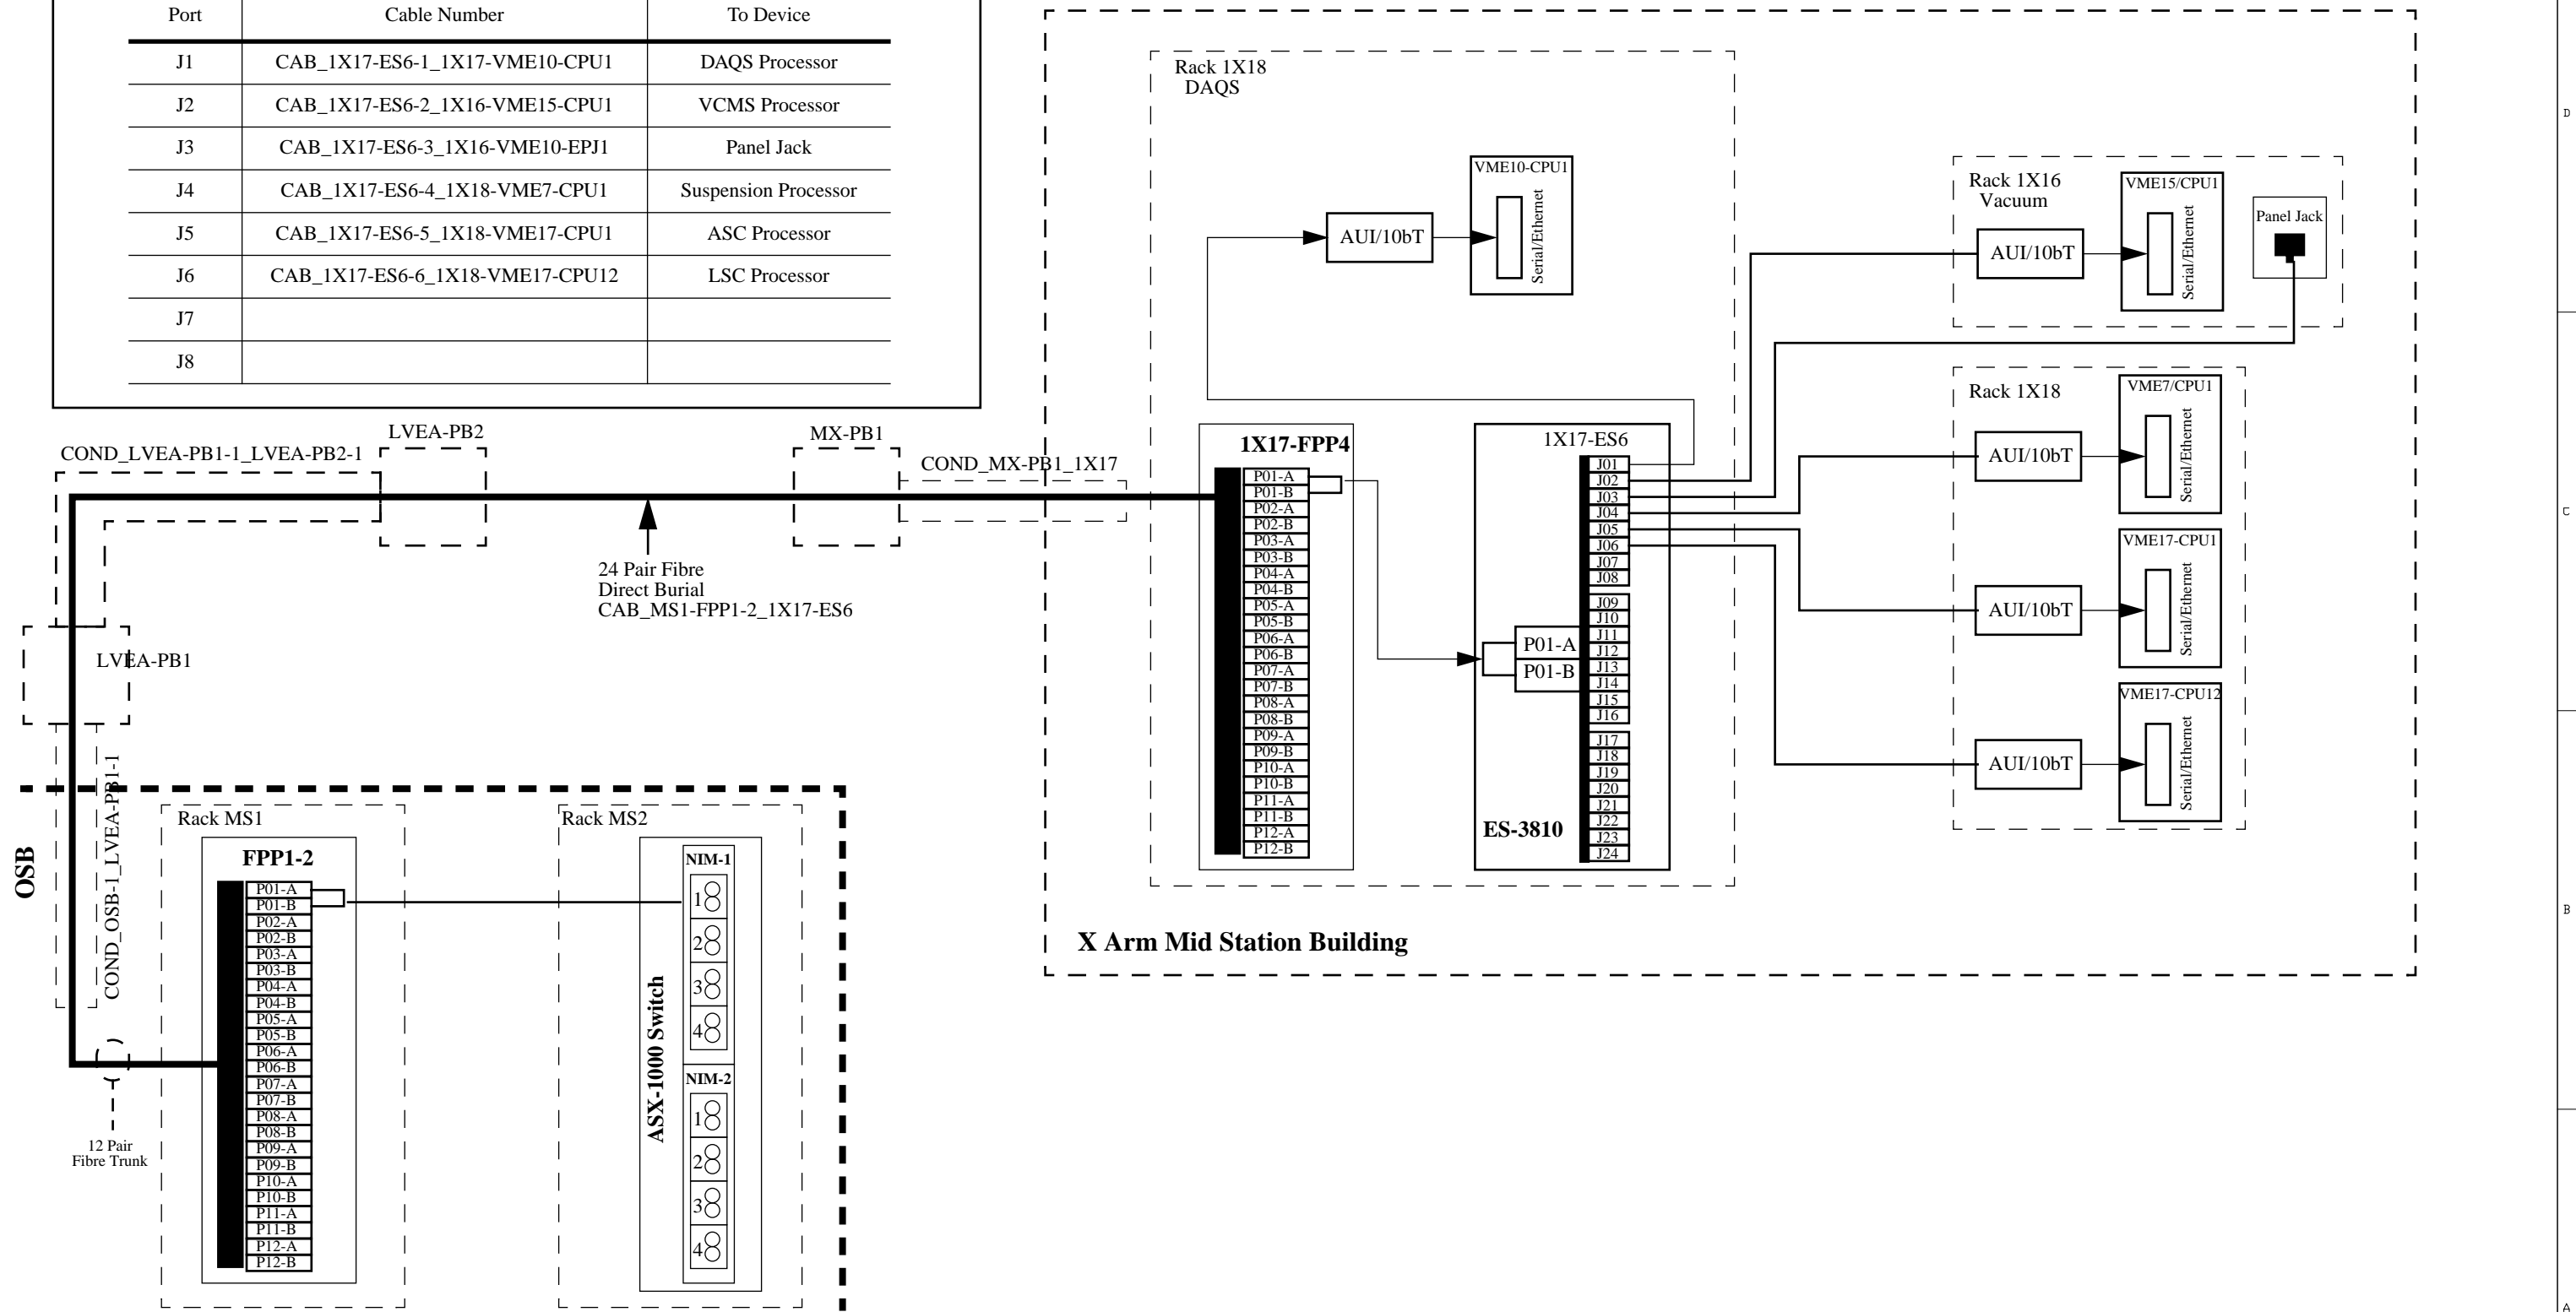 Port Cable Number To Device
J1 CAB_1X17-ES6-1_1X17-VME10-CPU1 DAQS Processor
J2 CAB_1X17-ES6-2_1X16-VME15-CPU1 VCMS Processor
J3 CAB_1X17-ES6-3_1X16-VME10-EPJ1 Panel Jack
J4 CAB_1X17-ES6-4_1X18-VME7-CPU1 Suspension Processor
J5 CAB_1X17-ES6-5_1X18-VME17-CPU1 ASC Processor
J6 CAB_1X17-ES6-6_1X18-VME17-CPU12 LSC Processor
J7
J8
COND_LVEA-PB1-1_LVEA-PB2-1
LVEA-PB2
MX-PB1
COND_MX-PB1_1X17
24 Pair Fibre
Direct Burial
CAB_MS1-FPP1-2_1X17-ES6
LVEA-PB1
COND_OSB-1_LVEA-PB1-1
OSB
12 Pair
Fibre Trunk
Rack MS1
FPP1-2
P01-A
P01-B
P02-A
P02-B
P03-A
P03-B
P04-A
P04-B
P05-A
P05-B
P06-A
P06-B
P07-A
P07-B
P08-A
P08-B
P09-A
P09-B
P10-A
P10-B
P11-A
P11-B
P12-A
P12-B
Rack MS2
ASX-1000 Switch
NIM-1
1
2
3
4
NIM-2
1
2
3
4
X Arm Mid Station Building
Rack 1X18
DAQS
AUI/10bT
VME10-CPU1
Serial/Ethernet
1X17-FPP4
P01-A
P01-B
P02-A
P02-B
P03-A
P03-B
P04-A
P04-B
P05-A
P05-B
P06-A
P06-B
P07-A
P07-B
P08-A
P08-B
P09-A
P09-B
P10-A
P10-B
P11-A
P11-B
P12-A
P12-B
1X17-ES6
J01
J02
J03
J04
J05
J06
J07
J08
J09
J10
J11
J12
J13
J14
J15
J16
J17
J18
J19
J20
J21
J22
J23
J24
P01-A
P01-B
ES-3810
Rack 1X16
Vacuum
AUI/10bT
VME15/CPU1
Serial/Ethernet
Panel Jack
Rack 1X18
AUI/10bT
VME7/CPU1
Serial/Ethernet
AUI/10bT
VME17-CPU1
Serial/Ethernet
AUI/10bT
VME17-CPU12
Serial/Ethernet
D
C
B
A